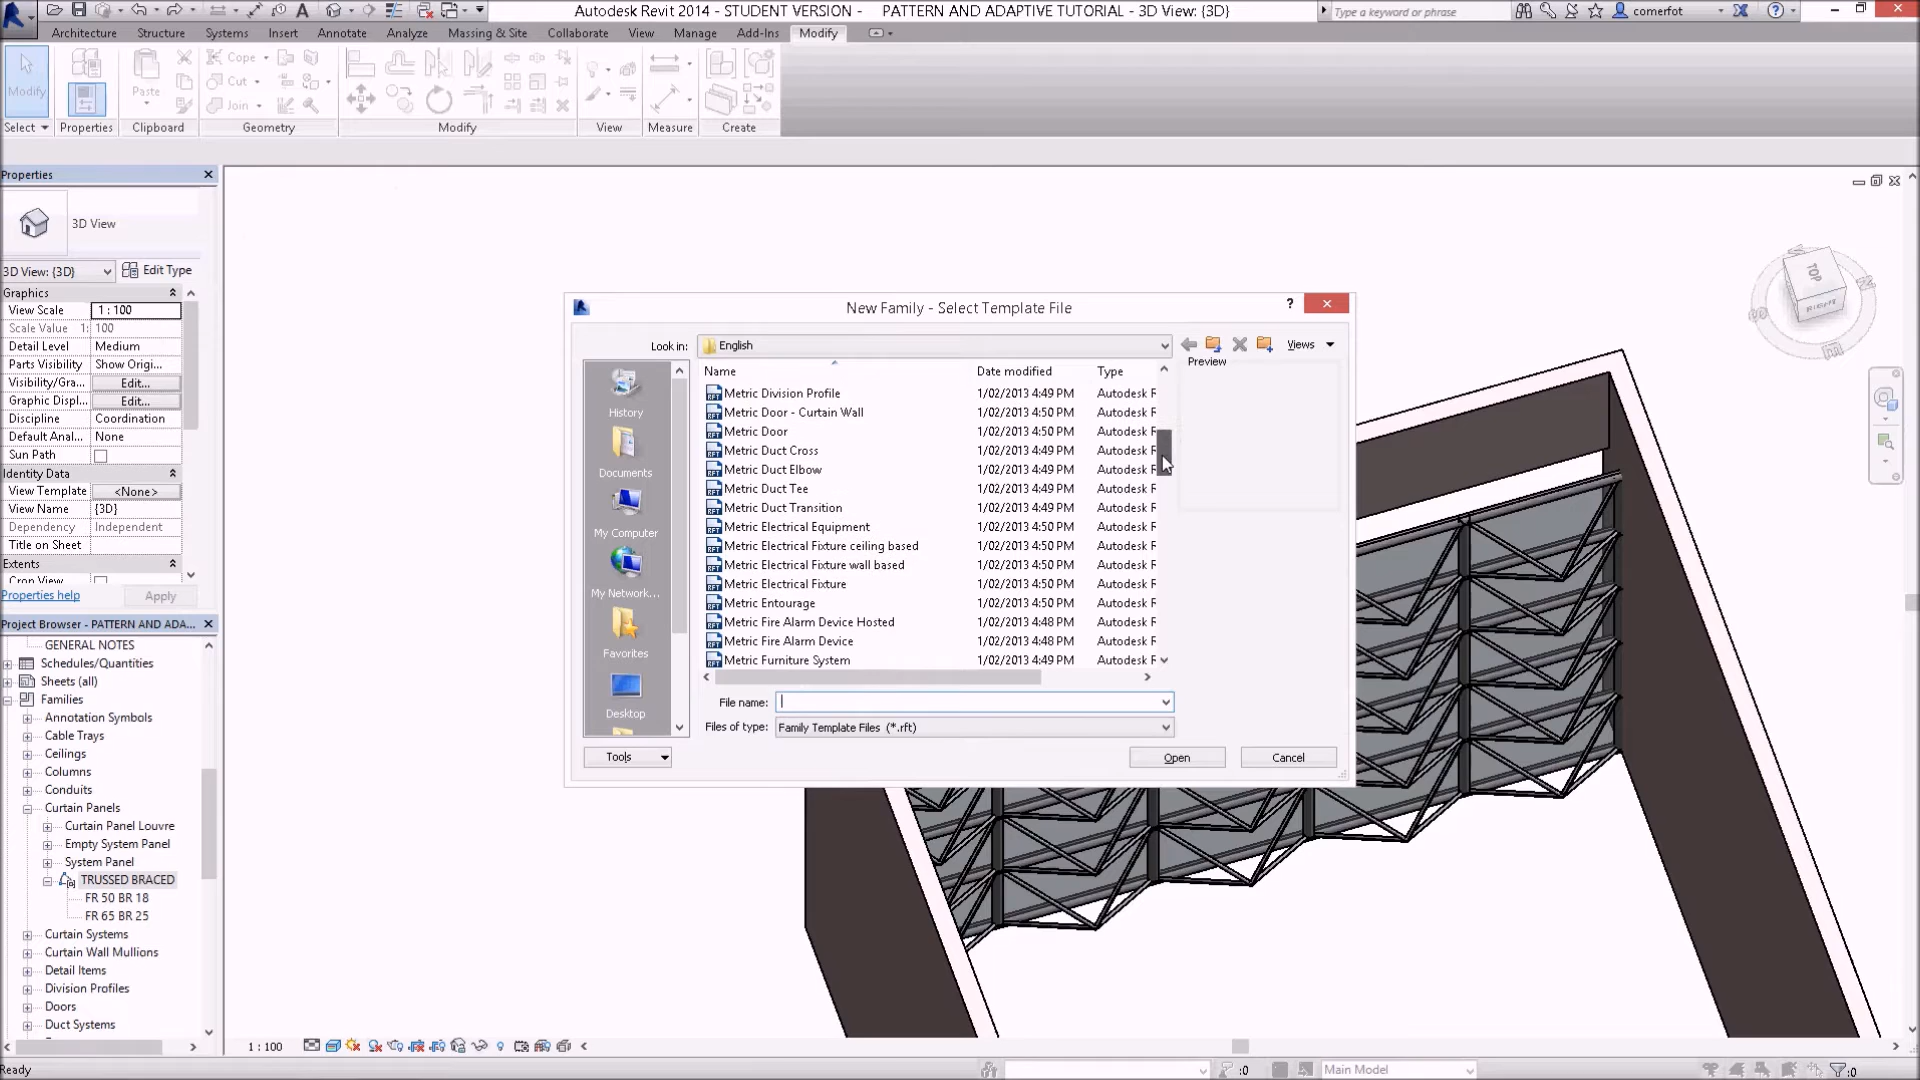 Autodesk Revit 2014 - STUDENT VERSION - PATTERN AND ADAPTIVE TUTORIAL - 3D View: {3D}
Type a keyword or phrase
comerfot
Architecture Structure Systems Insert Annotate Analyze Massing & Site Collaborate View Manage Add-Ins Modify
Modify Paste Cope Cut Join
Select Properties Clipboard Geometry Modify View Measure Create
Properties
3D View
3D View: {3D} Edit Type
Graphics
View Scale 1 : 100
Scale Value 1: 100
Detail Level Medium
Parts Visibility Show Origi...
Visibility/Gra... Edit...
Graphic Displ... Edit...
Discipline Coordination
Default Anal... None
Sun Path
Identity Data
View Template <None>
View Name {3D}
Dependency Independent
Title on Sheet
Extents
Crop View
Properties help Apply
Project Browser - PATTERN AND ADA...
GENERAL NOTES
Schedules/Quantities
Sheets (all)
Families
Annotation Symbols
Cable Trays
Ceilings
Columns
Conduits
Curtain Panels
Curtain Panel Louvre
Empty System Panel
System Panel
TRUSSED BRACED
FR 50 BR 18
FR 65 BR 25
Curtain Systems
Curtain Wall Mullions
Detail Items
Division Profiles
Doors
Duct Systems
New Family - Select Template File
Look in: English Views
Preview
History
Documents
My Computer
My Network...
Favorites
Desktop
Name Date modified Type
Metric Division Profile 1/02/2013 4:49 PM Autodesk R
Metric Door - Curtain Wall 1/02/2013 4:50 PM Autodesk R
Metric Door 1/02/2013 4:50 PM Autodesk R
Metric Duct Cross 1/02/2013 4:49 PM Autodesk R
Metric Duct Elbow 1/02/2013 4:49 PM Autodesk R
Metric Duct Tee 1/02/2013 4:49 PM Autodesk R
Metric Duct Transition 1/02/2013 4:49 PM Autodesk R
Metric Electrical Equipment 1/02/2013 4:50 PM Autodesk R
Metric Electrical Fixture ceiling based 1/02/2013 4:50 PM Autodesk R
Metric Electrical Fixture wall based 1/02/2013 4:50 PM Autodesk R
Metric Electrical Fixture 1/02/2013 4:50 PM Autodesk R
Metric Entourage 1/02/2013 4:50 PM Autodesk R
Metric Fire Alarm Device Hosted 1/02/2013 4:48 PM Autodesk R
Metric Fire Alarm Device 1/02/2013 4:48 PM Autodesk R
Metric Furniture System 1/02/2013 4:49 PM Autodesk R
File name:
Files of type: Family Template Files (*.rft)
Tools Open Cancel
TOP
RIGHT
1 : 100
Ready
:0 Main Model :0